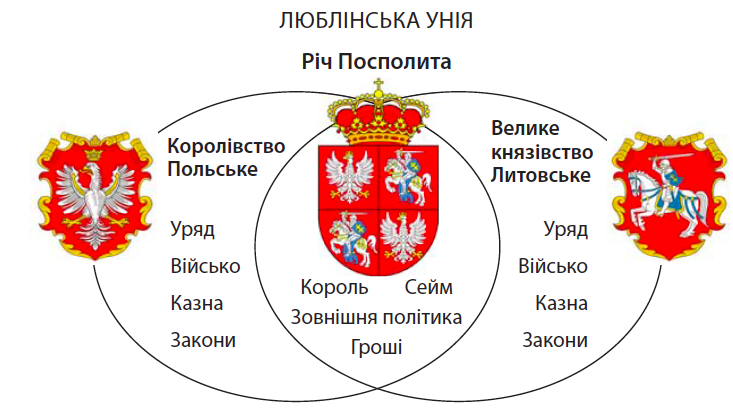 ЛЮБЛІНСЬКА УНІЯ
Річ Посполита
Королівство
Польське
Уряд
Військо
Казна
Закони
Король Сейм
Зовнішня політика
Гроші
Велике
князівство
Литовське
Уряд
Військо
Казна
Закони